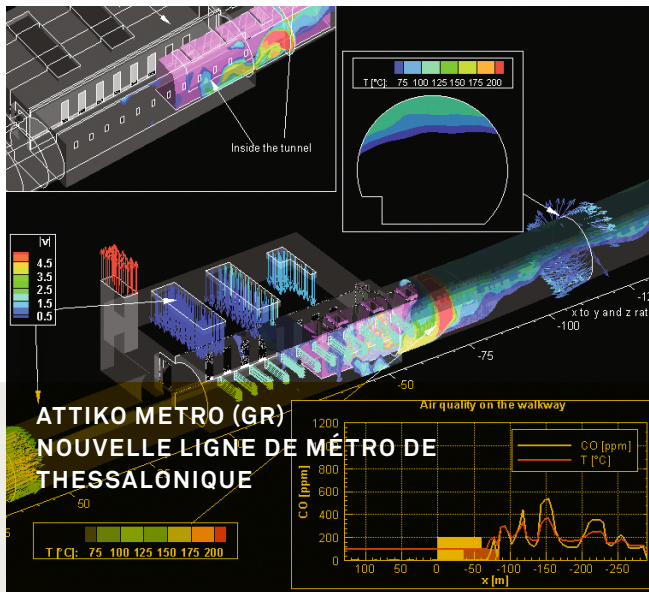 Inside the tunnel
T [°C]: 75 100 125 150 175 200
|v|
4.5
3.5
2.5
1.5
0.5
x to y and z rat
-50
-75
-100
-12
50
ATTIKO METRO (GR)
NOUVELLE LIGNE DE MÉTRO DE
THESSALONIQUE
T [°C]: 75 100 125 150 175 200
Air quality on the walkway
CO [ppm]
T [°C]
CO [ppm]
1200
1000
800
600
400
200
0
100 50 0 -50 -100 -150 -200 -250
x [m]